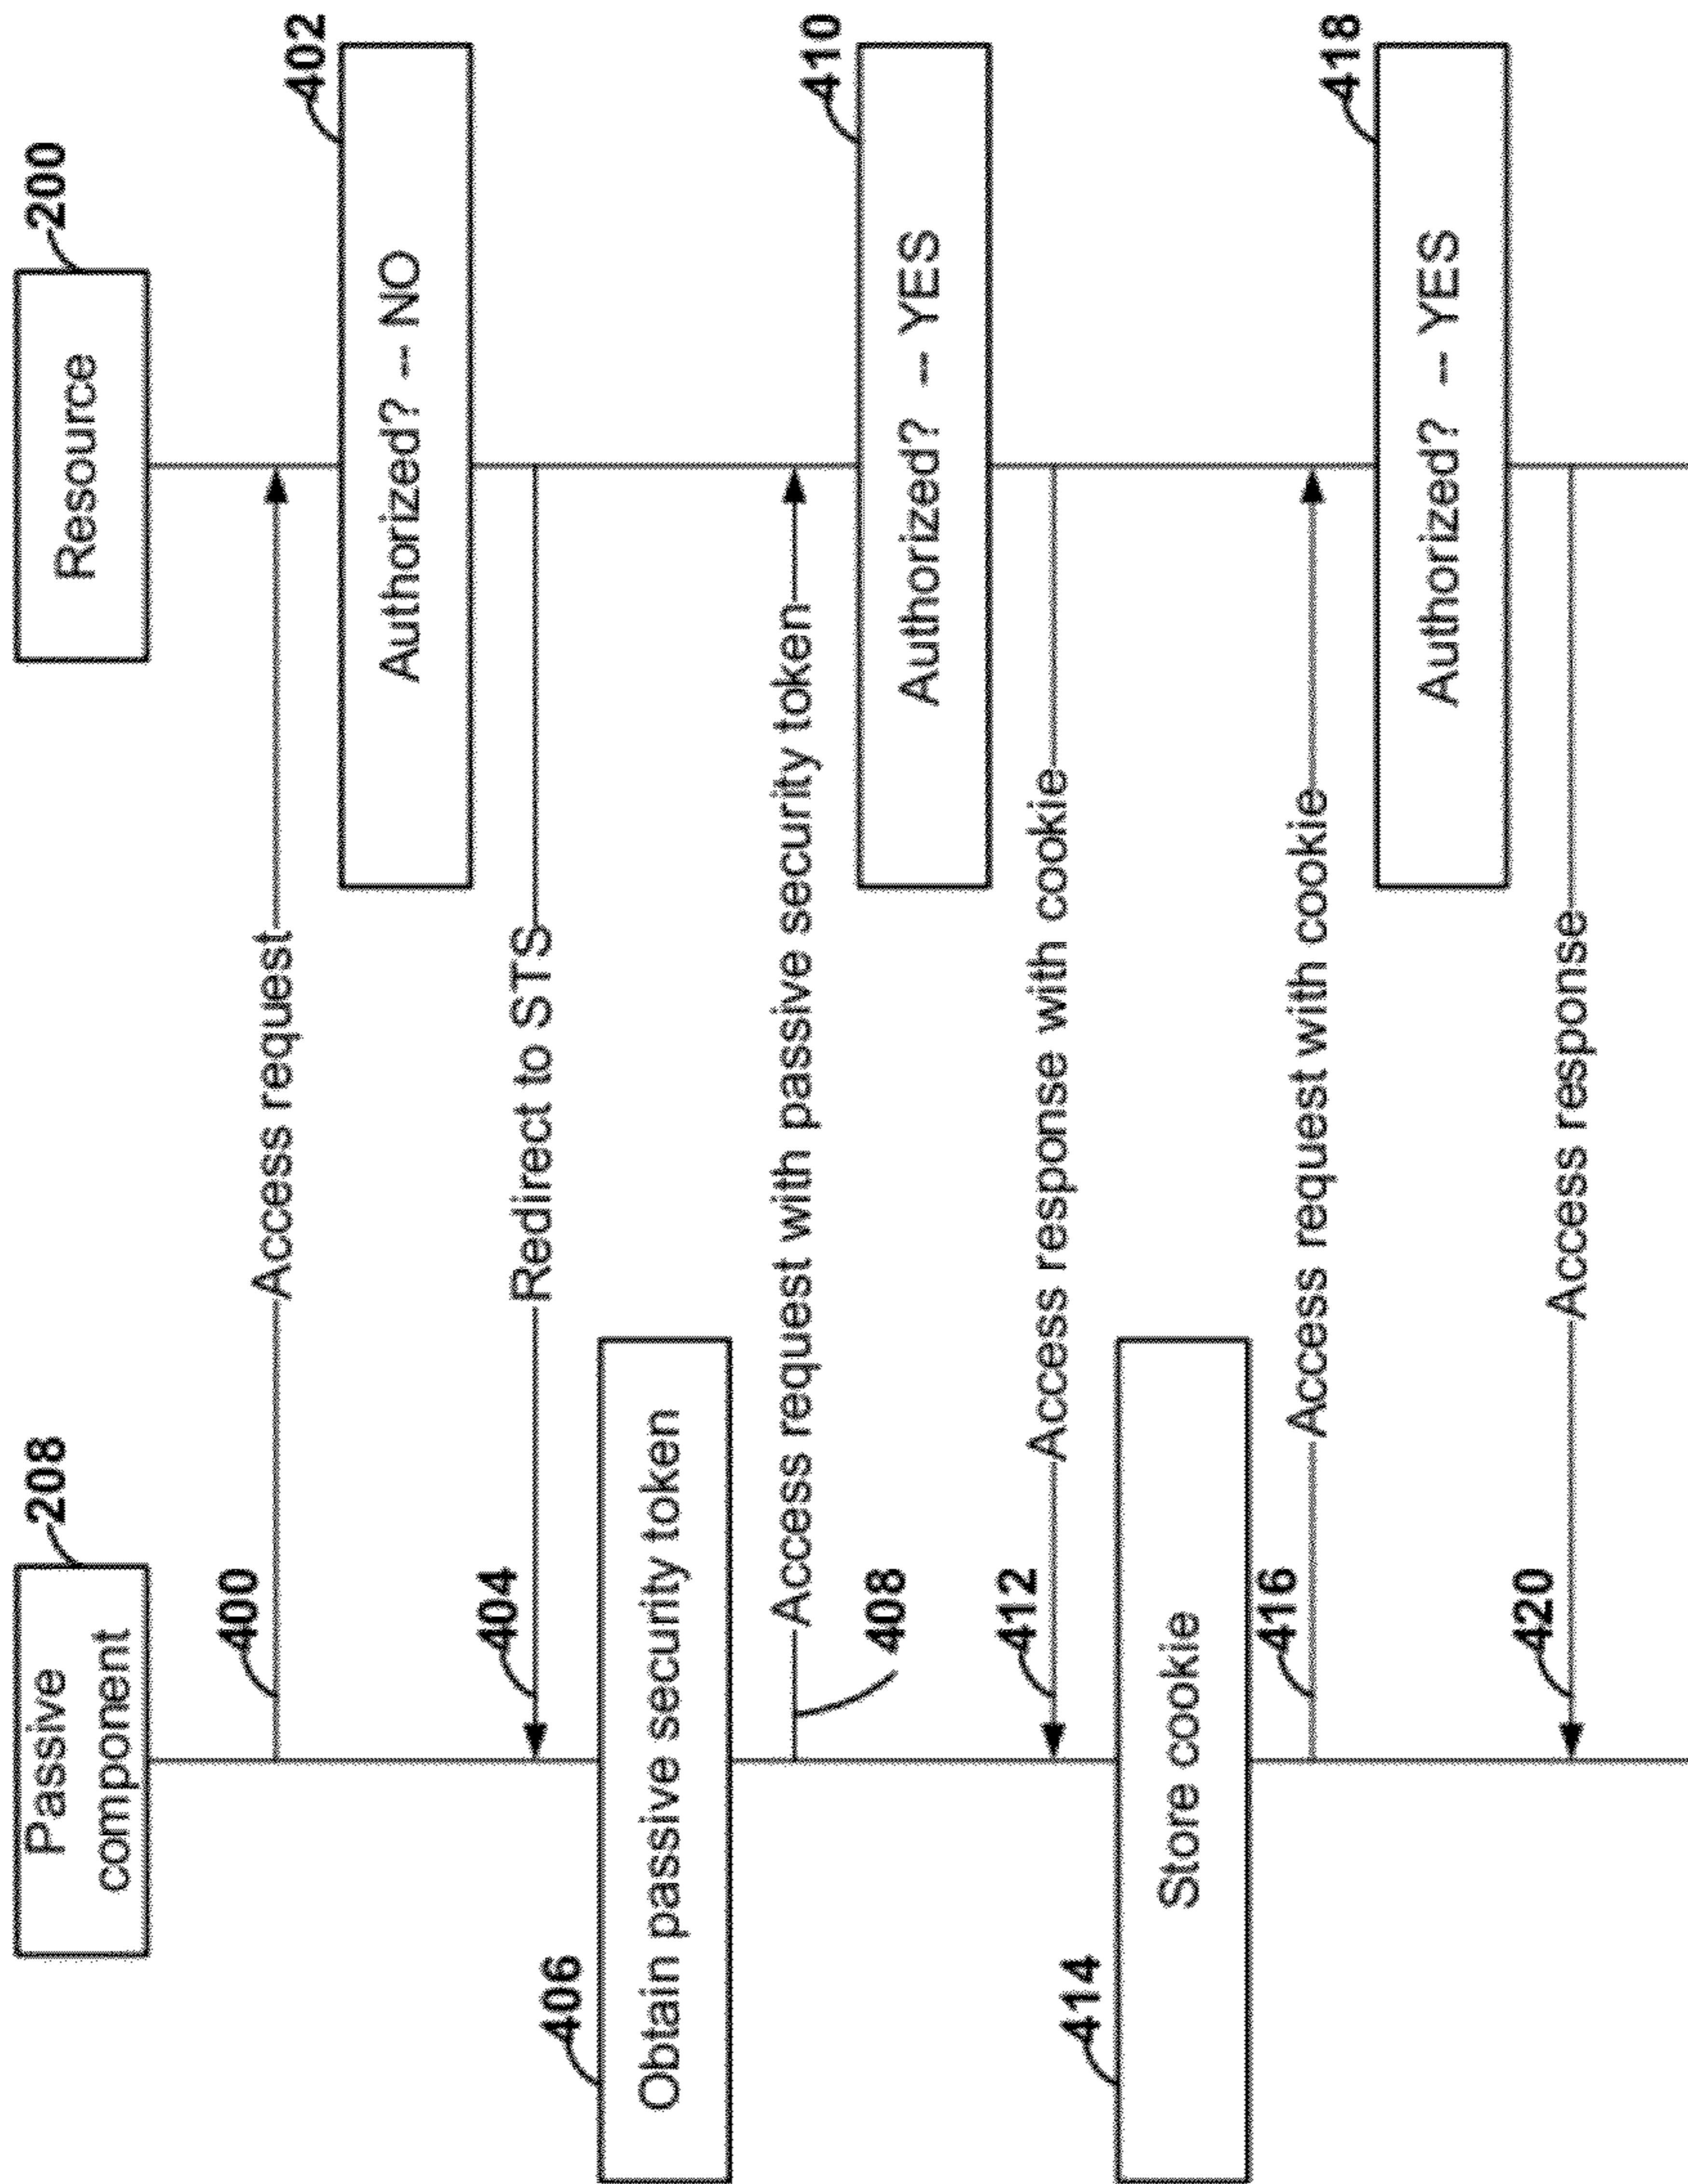 Passive
component
208
Resource
200
400
Access request
402
Authorized? -- NO
404
Redirect to STS
406
Obtain passive security token
Access request with passive security token
408
410
Authorized? -- YES
412
Access response with cookie
414
Store cookie
416
Access request with cookie
418
Authorized? -- YES
420
Access response